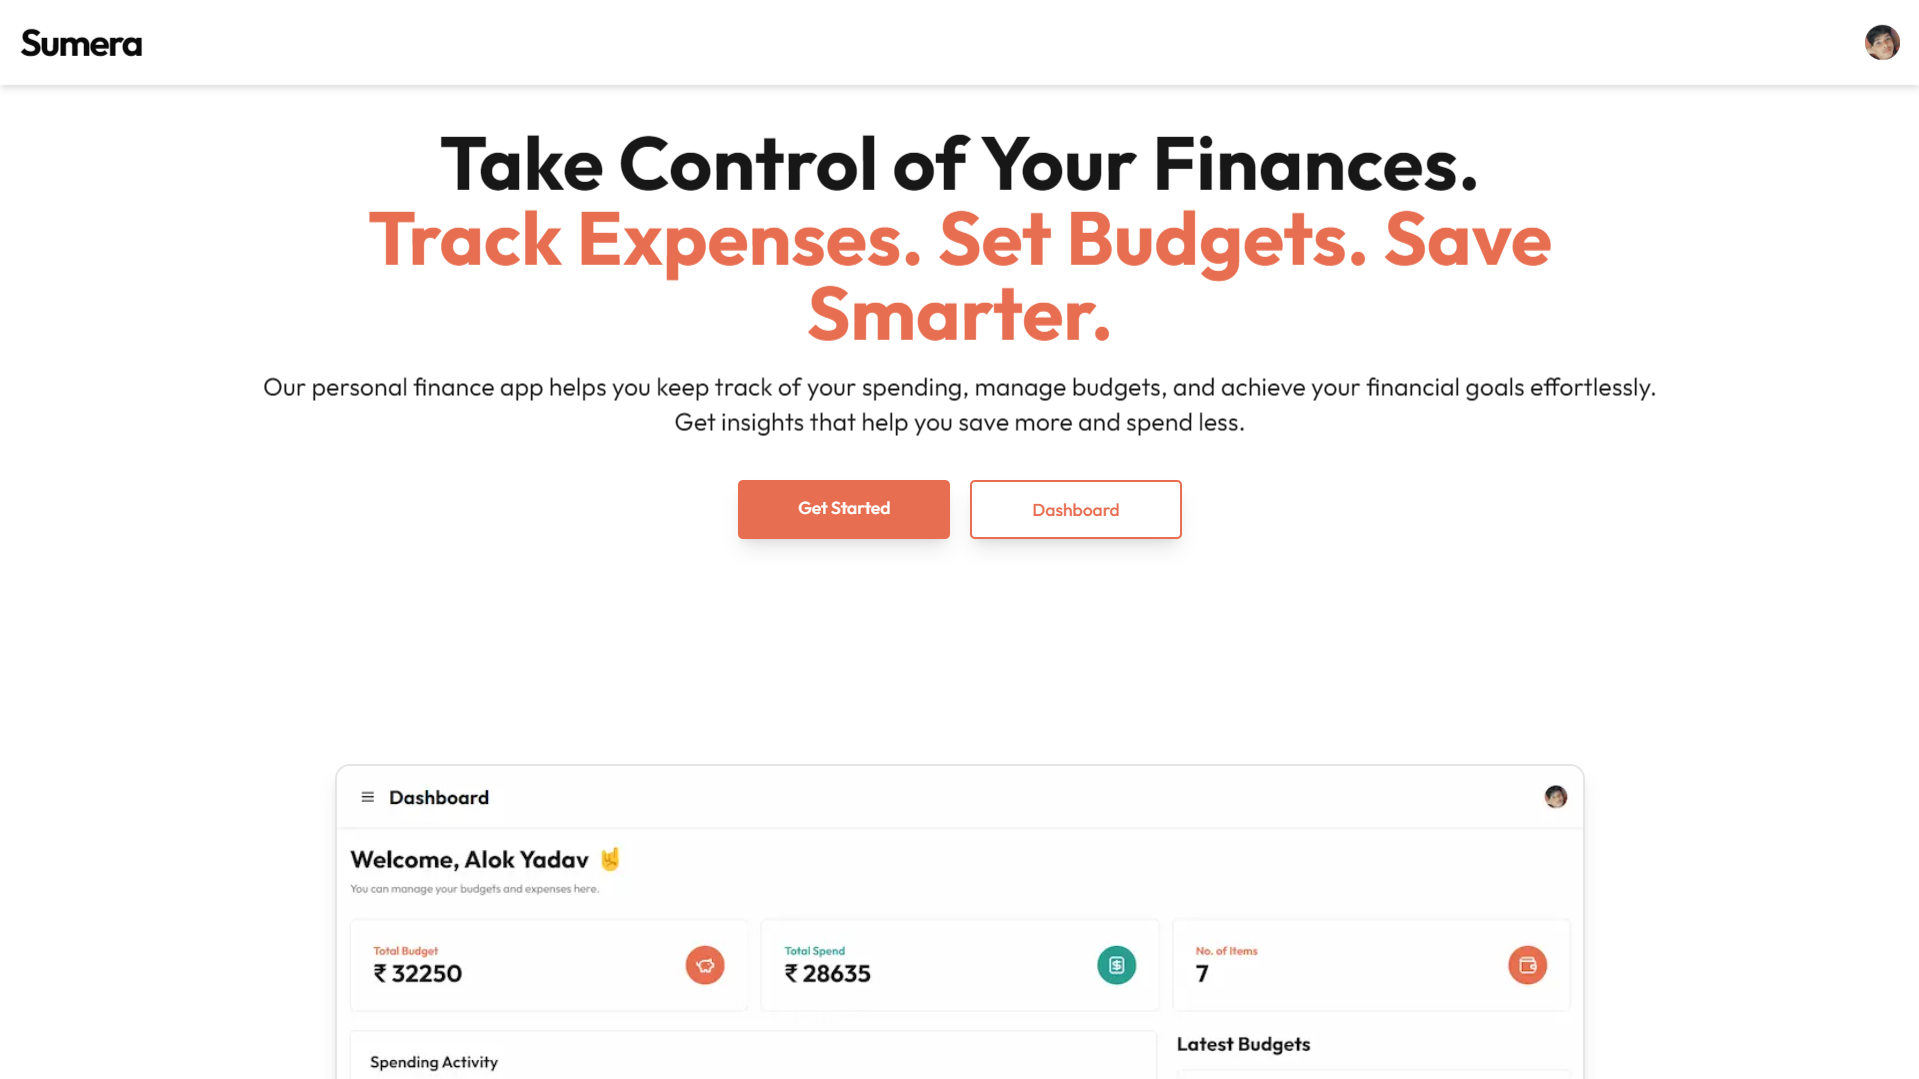 Sumera
Take Control of Your Finances.
Track Expenses. Set Budgets. Save
Smarter.
Our personal finance app helps you keep track of your spending, manage budgets, and achieve your financial goals effortlessly.
Get insights that help you save more and spend less.
Get Started
Dashboard
Dashboard
Welcome, Alok Yadav 🤘
You can manage your budgets and expenses here.
Total Budget
₹ 32250
Total Spend
₹ 28635
No. of Items
7
Spending Activity
Latest Budgets